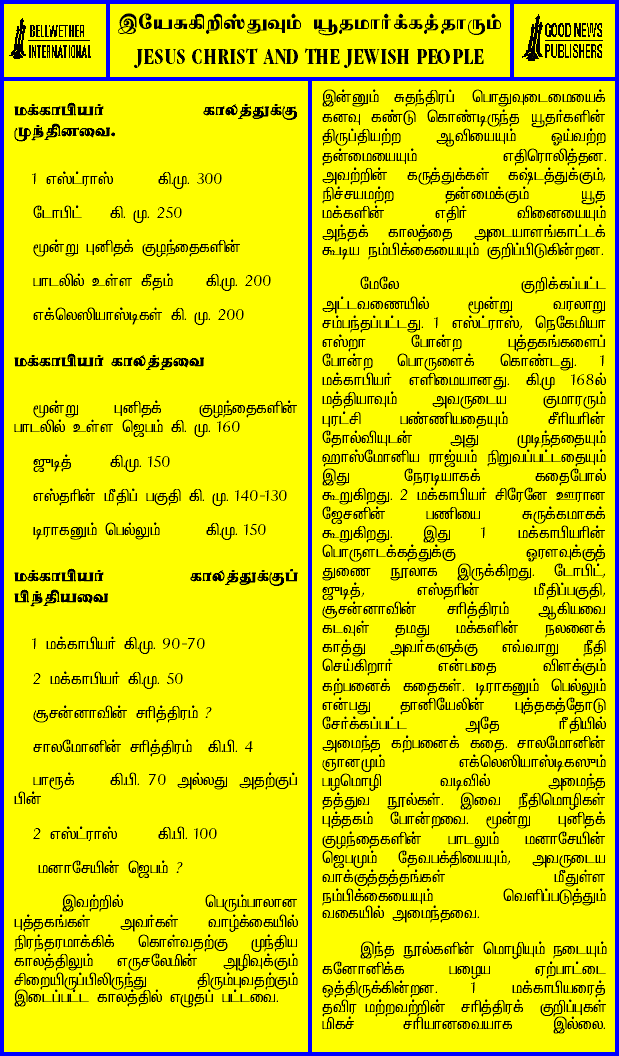 BELLWETHER
INTERNATIONAL
இயேசுகிறிஸ்துவும் யூதமார்க்கத்தாரும்
JESUS CHRIST AND THE JEWISH PEOPLE
GOOD NEWS
PUBLISHERS
மக்காபியர் காலத்துக்கு
முந்தினவை.
1 எஸ்ட்ராஸ் கி.மு. 300
டோபிட் கி. மு. 250
மூன்று புனிதக் குழந்தைகளின்
பாடலில் உள்ள கீதம் கி.மு. 200
எக்லெஸியாஸ்டிகள் கி. மு. 200
மக்காபியர் காலத்தவை
மூன்று புனிதக் குழந்தைகளின்
பாடலில் உள்ள ஜெபம் கி. மு. 160
ஜுடித் கி.மு. 150
எஸ்தரின் மீதிப் பகுதி கி. மு. 140-130
டிராகனும் பெல்லும் கி.மு. 150
மக்காபியர் காலத்துக்குப்
பிந்தியவை
1 மக்காபியர் கி.மு. 90-70
2 மக்காபியர் கி.மு. 50
சூசன்னாவின் சரித்திரம் ?
சாலமோனின் சரித்திரம் கி.பி. 4
பாரூக் கி.பி. 70 அல்லது அதற்குப்
பின்
2 எஸ்ட்ராஸ் கி.பி. 100
மனாசேயின் ஜெபம் ?
இவற்றில் பெரும்பாலான
புத்தகங்கள் அவர்கள் வாழ்க்கையில்
நிரந்தரமாக்கிக் கொள்வதற்கு முந்திய
காலத்திலும் எருசலேமின் அழிவுக்கும்
சிறையிருப்பிலிருந்து திரும்புவதற்கும்
இடைப்பட்ட காலத்தில் எழுதப் பட்டவை.
இன்னும் சுதந்திரப் பொதுவுடைமையைக்
கனவு கண்டு கொண்டிருந்த யூதர்களின்
திருப்தியற்ற ஆவியையும் ஓய்வற்ற
தன்மையையும் எதிரொலித்தன.
அவற்றின் கருத்துக்கள் கஷ்டத்துக்கும்,
நிச்சயமற்ற தன்மைக்கும் யூத
மக்களின் எதிர் வினையையும்
அந்தக் காலத்தை அடையாளங்காட்டக்
கூடிய நம்பிக்கையையும் குறிப்பிடுகின்றன.
மேலே குறிக்கப்பட்ட
அட்டவணையில் மூன்று வரலாறு
சம்பந்தப்பட்டது. 1 எஸ்ட்ராஸ், நெகேமியா
எஸ்றா போன்ற புத்தகங்களைப்
போன்ற பொருளைக் கொண்டது. 1
மக்காபியர் எளிமையானது. கி.மு 168ல்
மத்தியாவும் அவருடைய குமாரரும்
புரட்சி பண்ணியதையும் சீரியரின்
தோல்வியுடன் அது முடிந்ததையும்
ஹாஸ்மோனிய ராஜ்யம் நிறுவப்பட்டதையும்
இது நேரடியாகக் கதைபோல்
கூறுகிறது. 2 மக்காபியர் சிரேனே ஊரான
ஜேசனின் பணியை சுருக்கமாகக்
கூறுகிறது. இது 1 மக்காபியரின்
பொருளடக்கத்துக்கு ஓரளவுக்குத்
துணை நூலாக இருக்கிறது. டோபிட்,
ஜுடித், எஸ்தரின் மீதிப்பகுதி,
சூசன்னாவின் சரித்திரம் ஆகியவை
கடவுள் தமது மக்களின் நலனைக்
காத்து அவர்களுக்கு எவ்வாறு நீதி
செய்கிறார் என்பதை விளக்கும்
கற்பனைக் கதைகள். டிராகனும் பெல்லும்
என்பது தானியேலின் புத்தகத்தோடு
சேர்க்கப்பட்ட அதே ரீதியில்
அமைந்த கற்பனைக் கதை. சாலமோனின்
ஞானமும் எக்லெஸியாஸ்டிகஸும்
பழமொழி வடிவில் அமைந்த
தத்துவ நூல்கள். இவை நீதிமொழிகள்
புத்தகம் போன்றவை. மூன்று புனிதக்
குழந்தைகளின் பாடலும் மனாசேயின்
ஜெபமும் தேவபக்தியையும், அவருடைய
வாக்குத்தத்தங்கள் மீதுள்ள
நம்பிக்கையையும் வெளிப்படுத்தும்
வகையில் அமைந்தவை.
இந்த நூல்களின் மொழியும் நடையும்
கனோனிக்க பழைய ஏற்பாட்டை
ஒத்திருக்கின்றன. 1 மக்காபியரைத்
தவிர மற்றவற்றின் சரித்திரக் குறிப்புகள்
மிகச் சரியானவையாக இல்லை.